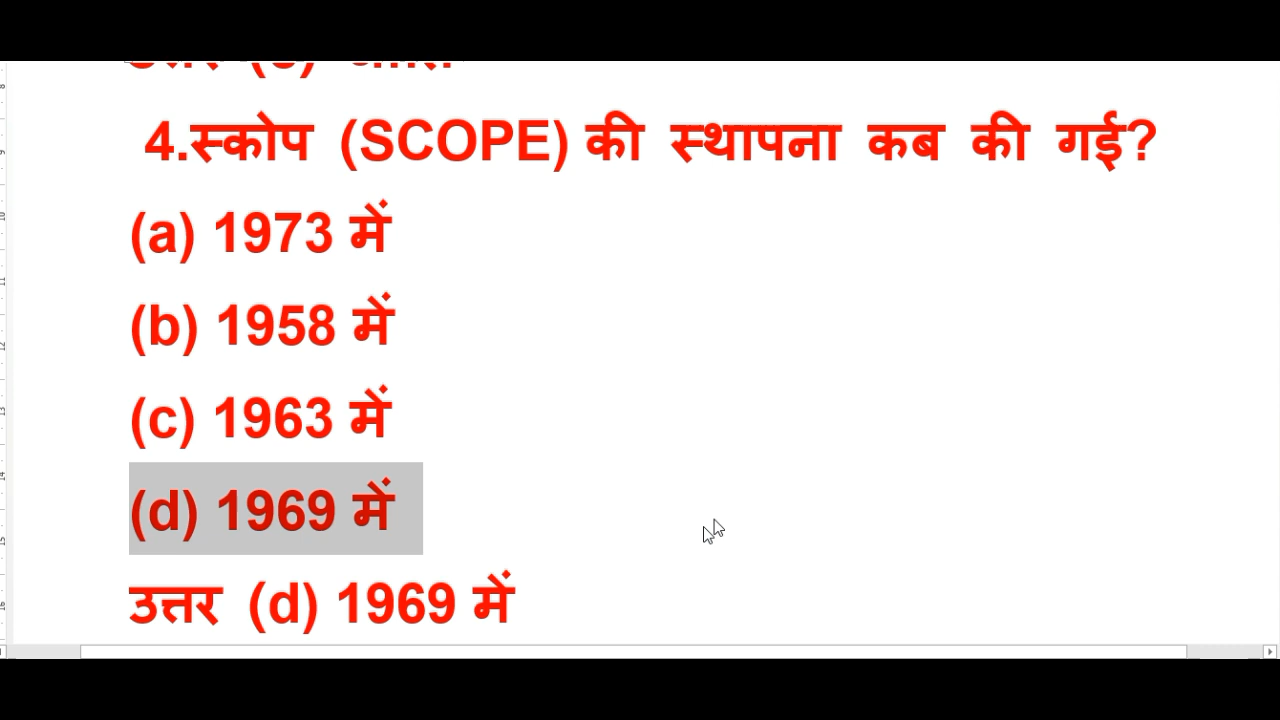 4.स्कोप (SCOPE) की स्थापना कब की गई?
(a) 1973 में
(b) 1958 में
(c) 1963 में
(d) 1969 में
उत्तर (d) 1969 में